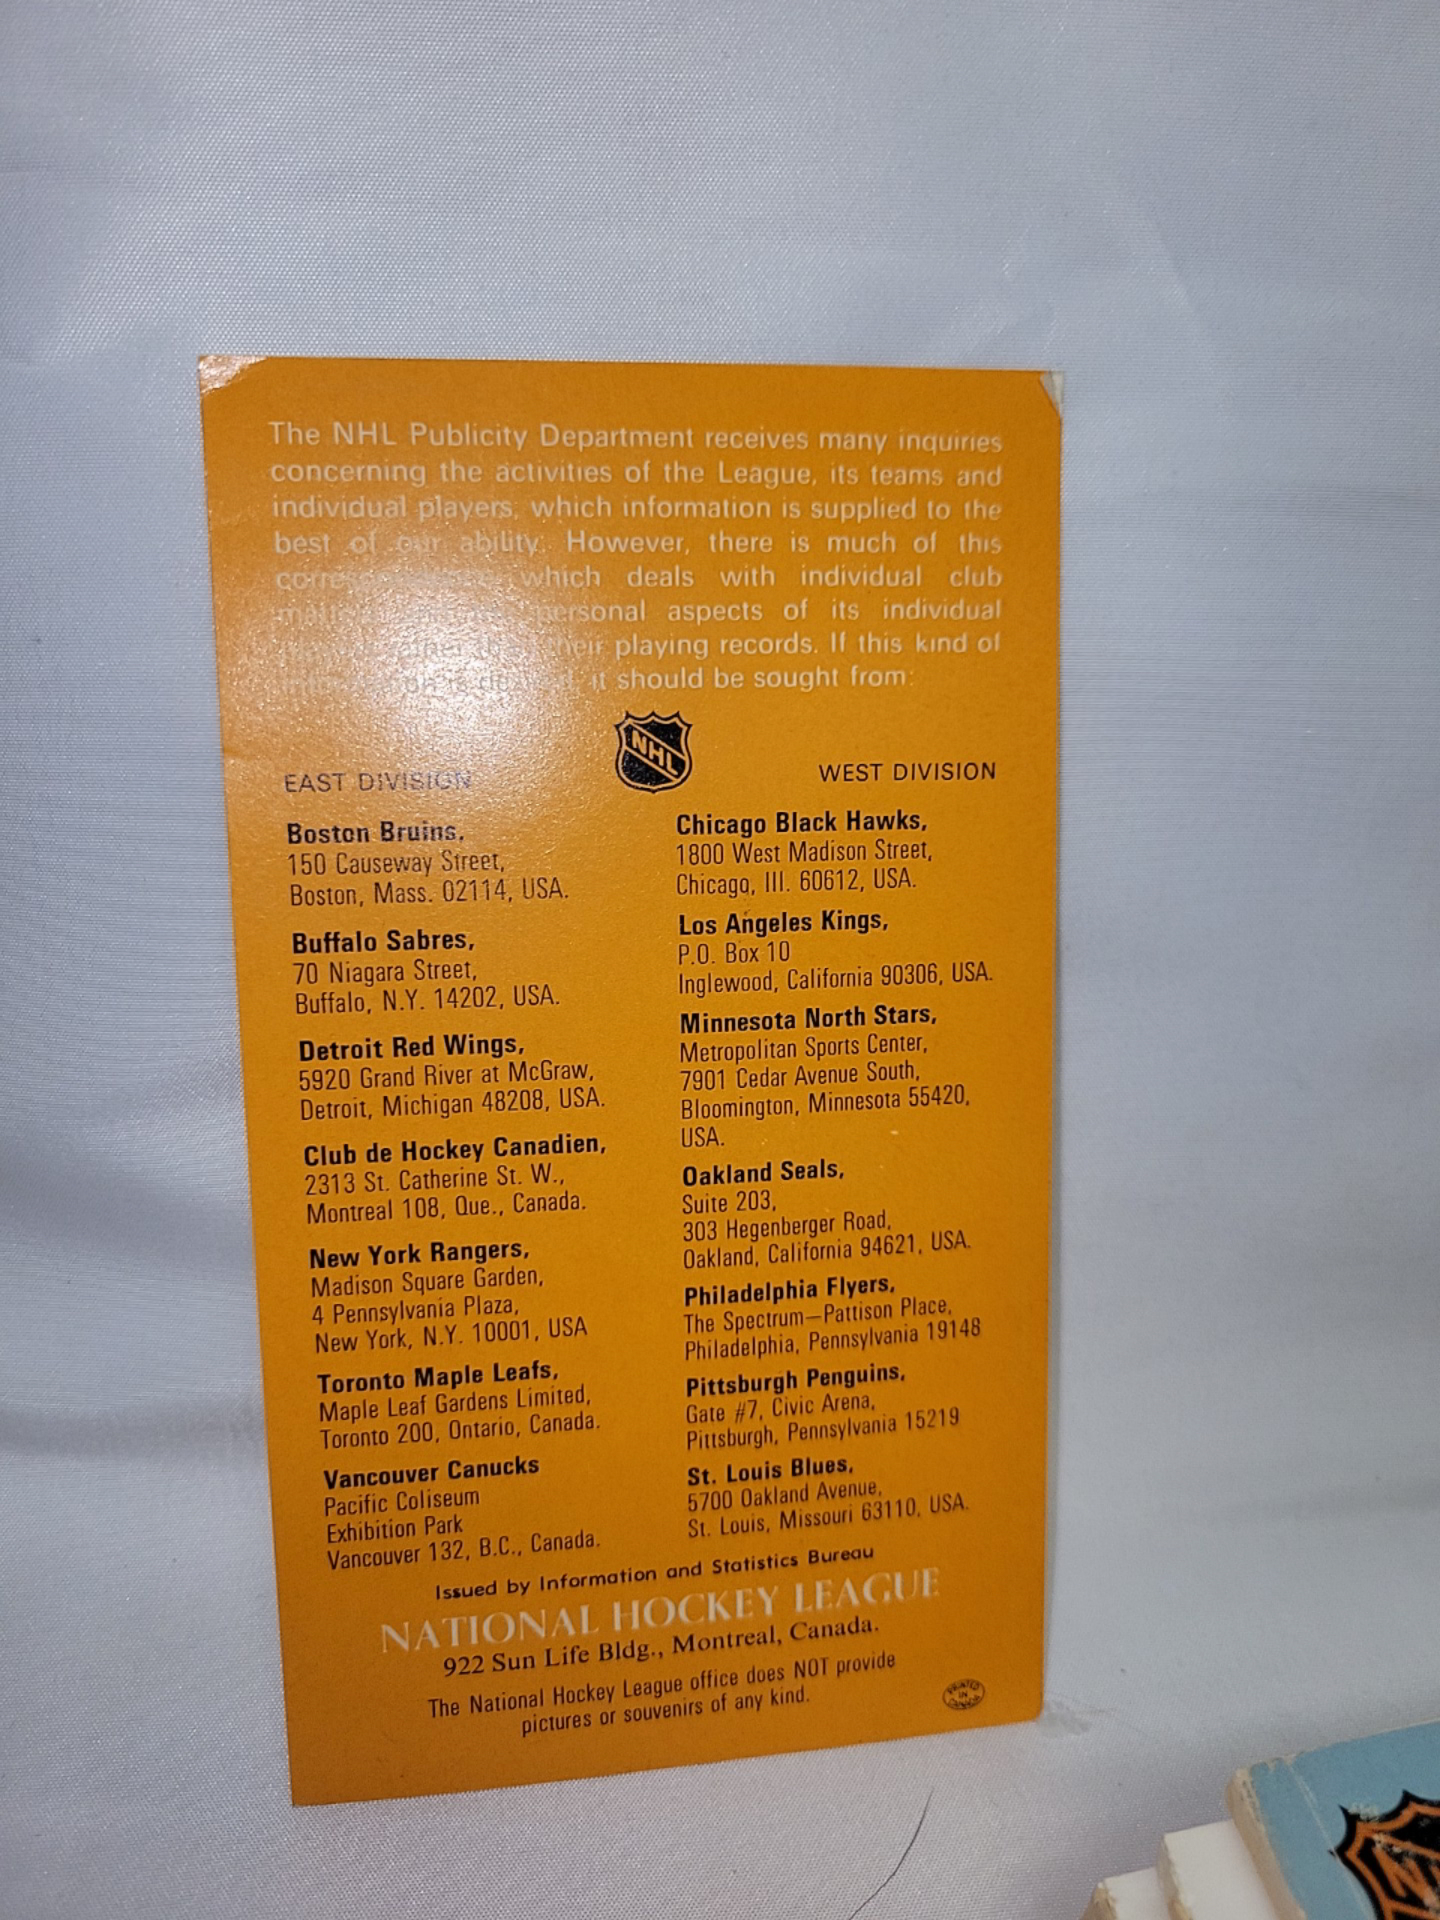 The NHL Publicity Department receives many inquiries
concerning the activities of the League, its teams and
individual players, which information is supplied to the
best of our ability. However, there is much of this
which deals with individual club
personal aspects of its individual
their playing records. If this kind of
it should be sought from:
NHL
EAST DIVISION
Boston Bruins,
150 Causeway Street,
Boston, Mass. 02114, USA.
Buffalo Sabres,
70 Niagara Street,
Buffalo, N.Y. 14202, USA.
Detroit Red Wings,
5920 Grand River at McGraw,
Detroit, Michigan 48208, USA.
Club de Hockey Canadien,
2313 St. Catherine St. W.,
Montreal 108, Que., Canada.
New York Rangers,
Madison Square Garden,
4 Pennsylvania Plaza,
New York, N.Y. 10001, USA
Toronto Maple Leafs,
Maple Leaf Gardens Limited,
Toronto 200, Ontario, Canada.
Vancouver Canucks
Pacific Coliseum
Exhibition Park
Vancouver 132, B.C., Canada.
WEST DIVISION
Chicago Black Hawks,
1800 West Madison Street,
Chicago, Ill. 60612, USA.
Los Angeles Kings,
P.O. Box 10
Inglewood, California 90306, USA.
Minnesota North Stars,
Metropolitan Sports Center,
7901 Cedar Avenue South,
Bloomington, Minnesota 55420,
USA.
Oakland Seals,
Suite 203,
303 Hegenberger Road,
Oakland, California 94621, USA.
Philadelphia Flyers,
The Spectrum—Pattison Place,
Philadelphia, Pennsylvania 19148
Pittsburgh Penguins,
Gate #7, Civic Arena,
Pittsburgh, Pennsylvania 15219
St. Louis Blues,
5700 Oakland Avenue,
St. Louis, Missouri 63110, USA.
Issued by Information and Statistics Bureau
NATIONAL HOCKEY LEAGUE
922 Sun Life Bldg., Montreal, Canada.
The National Hockey League office does NOT provide
pictures or souvenirs of any kind.
PRINTED
IN
CANADA